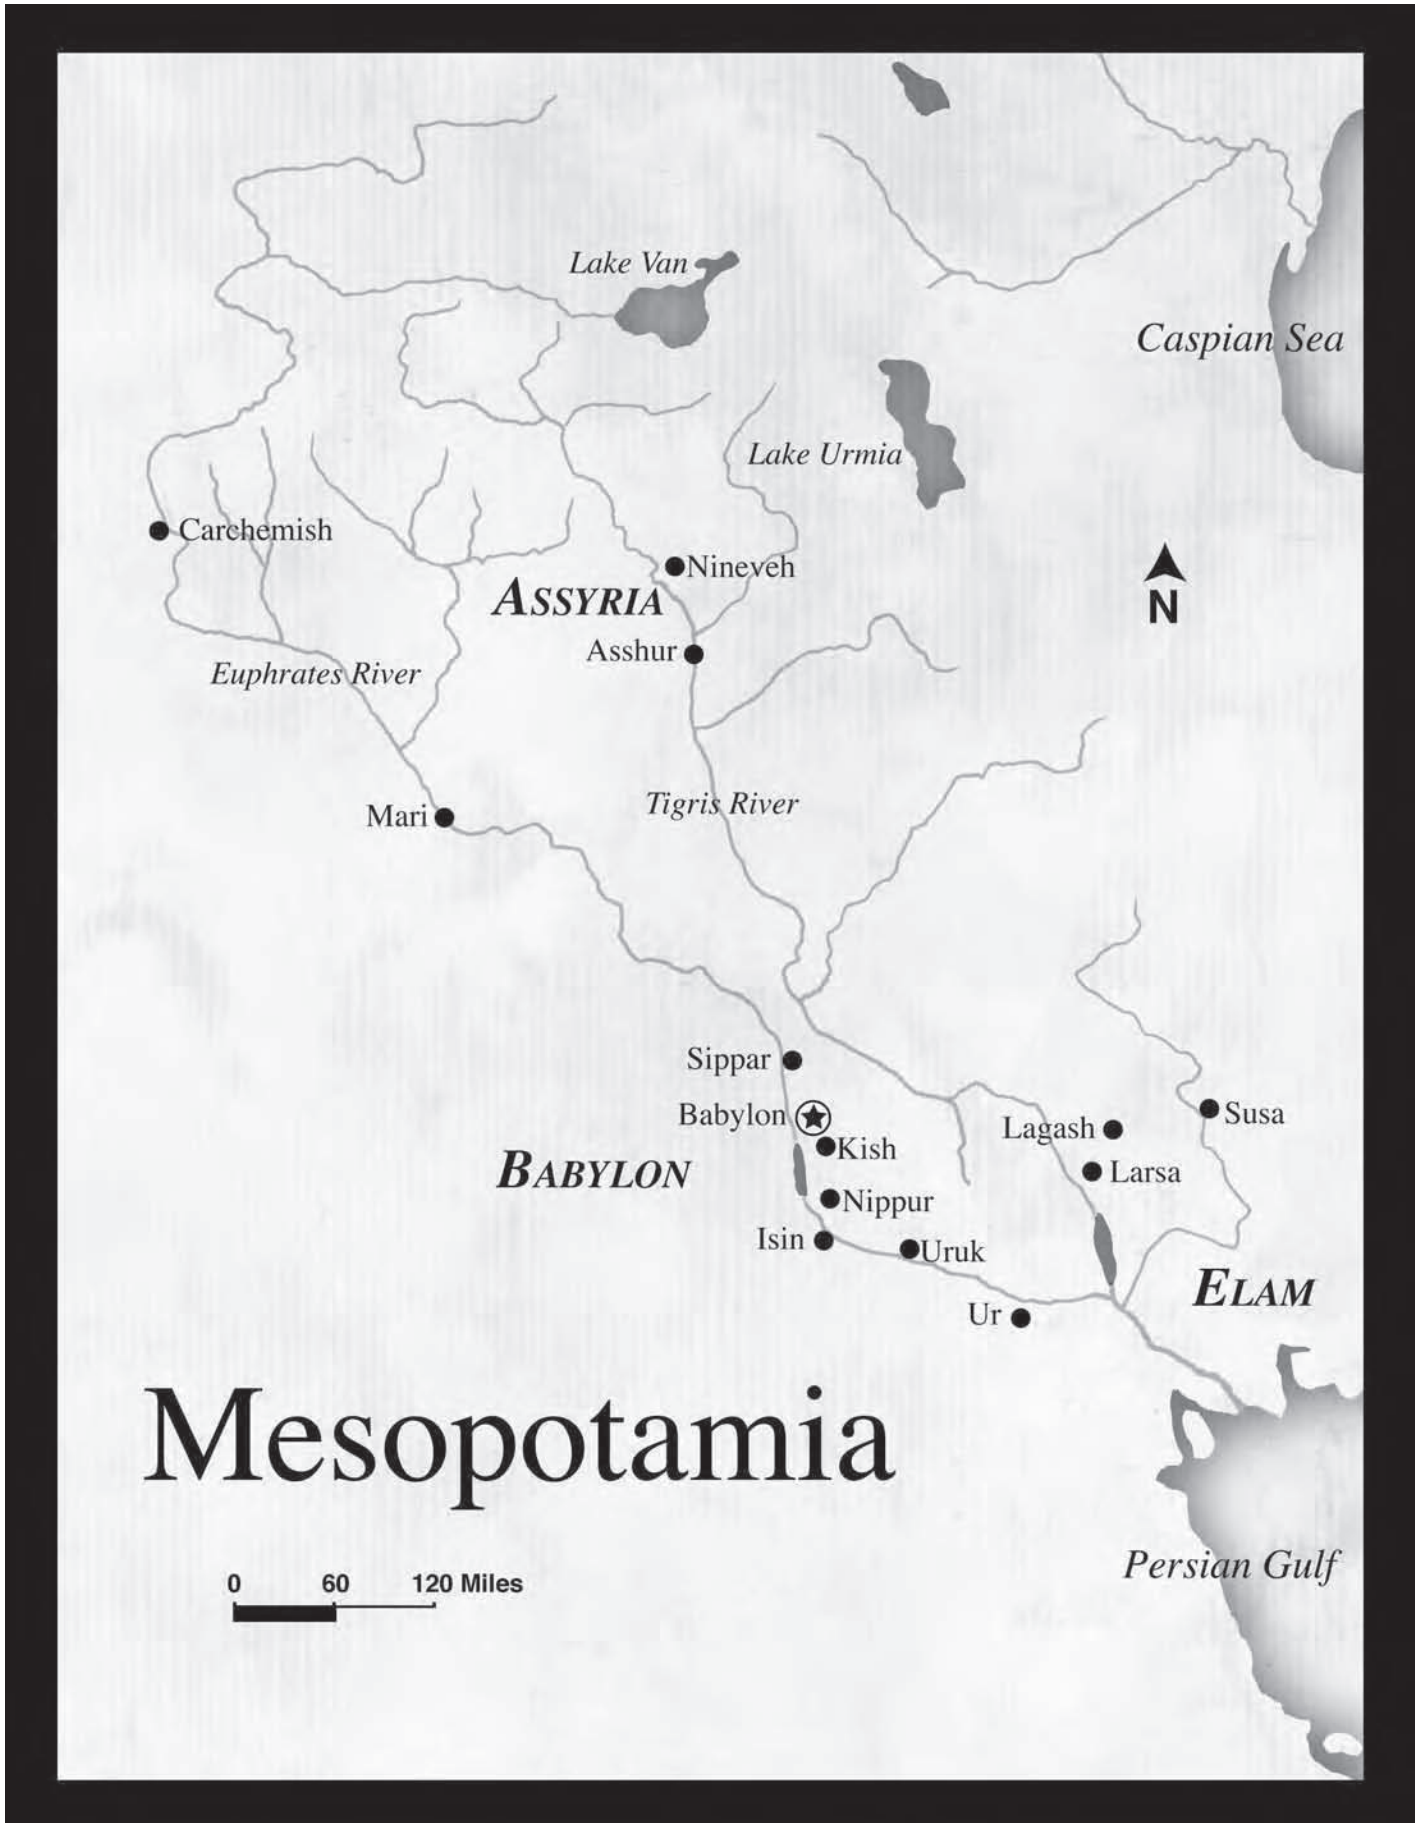 Lake Van
Caspian Sea
Lake Urmia
Carchemish
Nineveh
ASSYRIA
N
Asshur
Euphrates River
Tigris River
Mari
Sippar
Babylon
Susa
Lagash
Kish
BABYLON
Larsa
Nippur
Isin
Uruk
ELAM
Ur
Mesopotamia
Persian Gulf
0 60 120 Miles